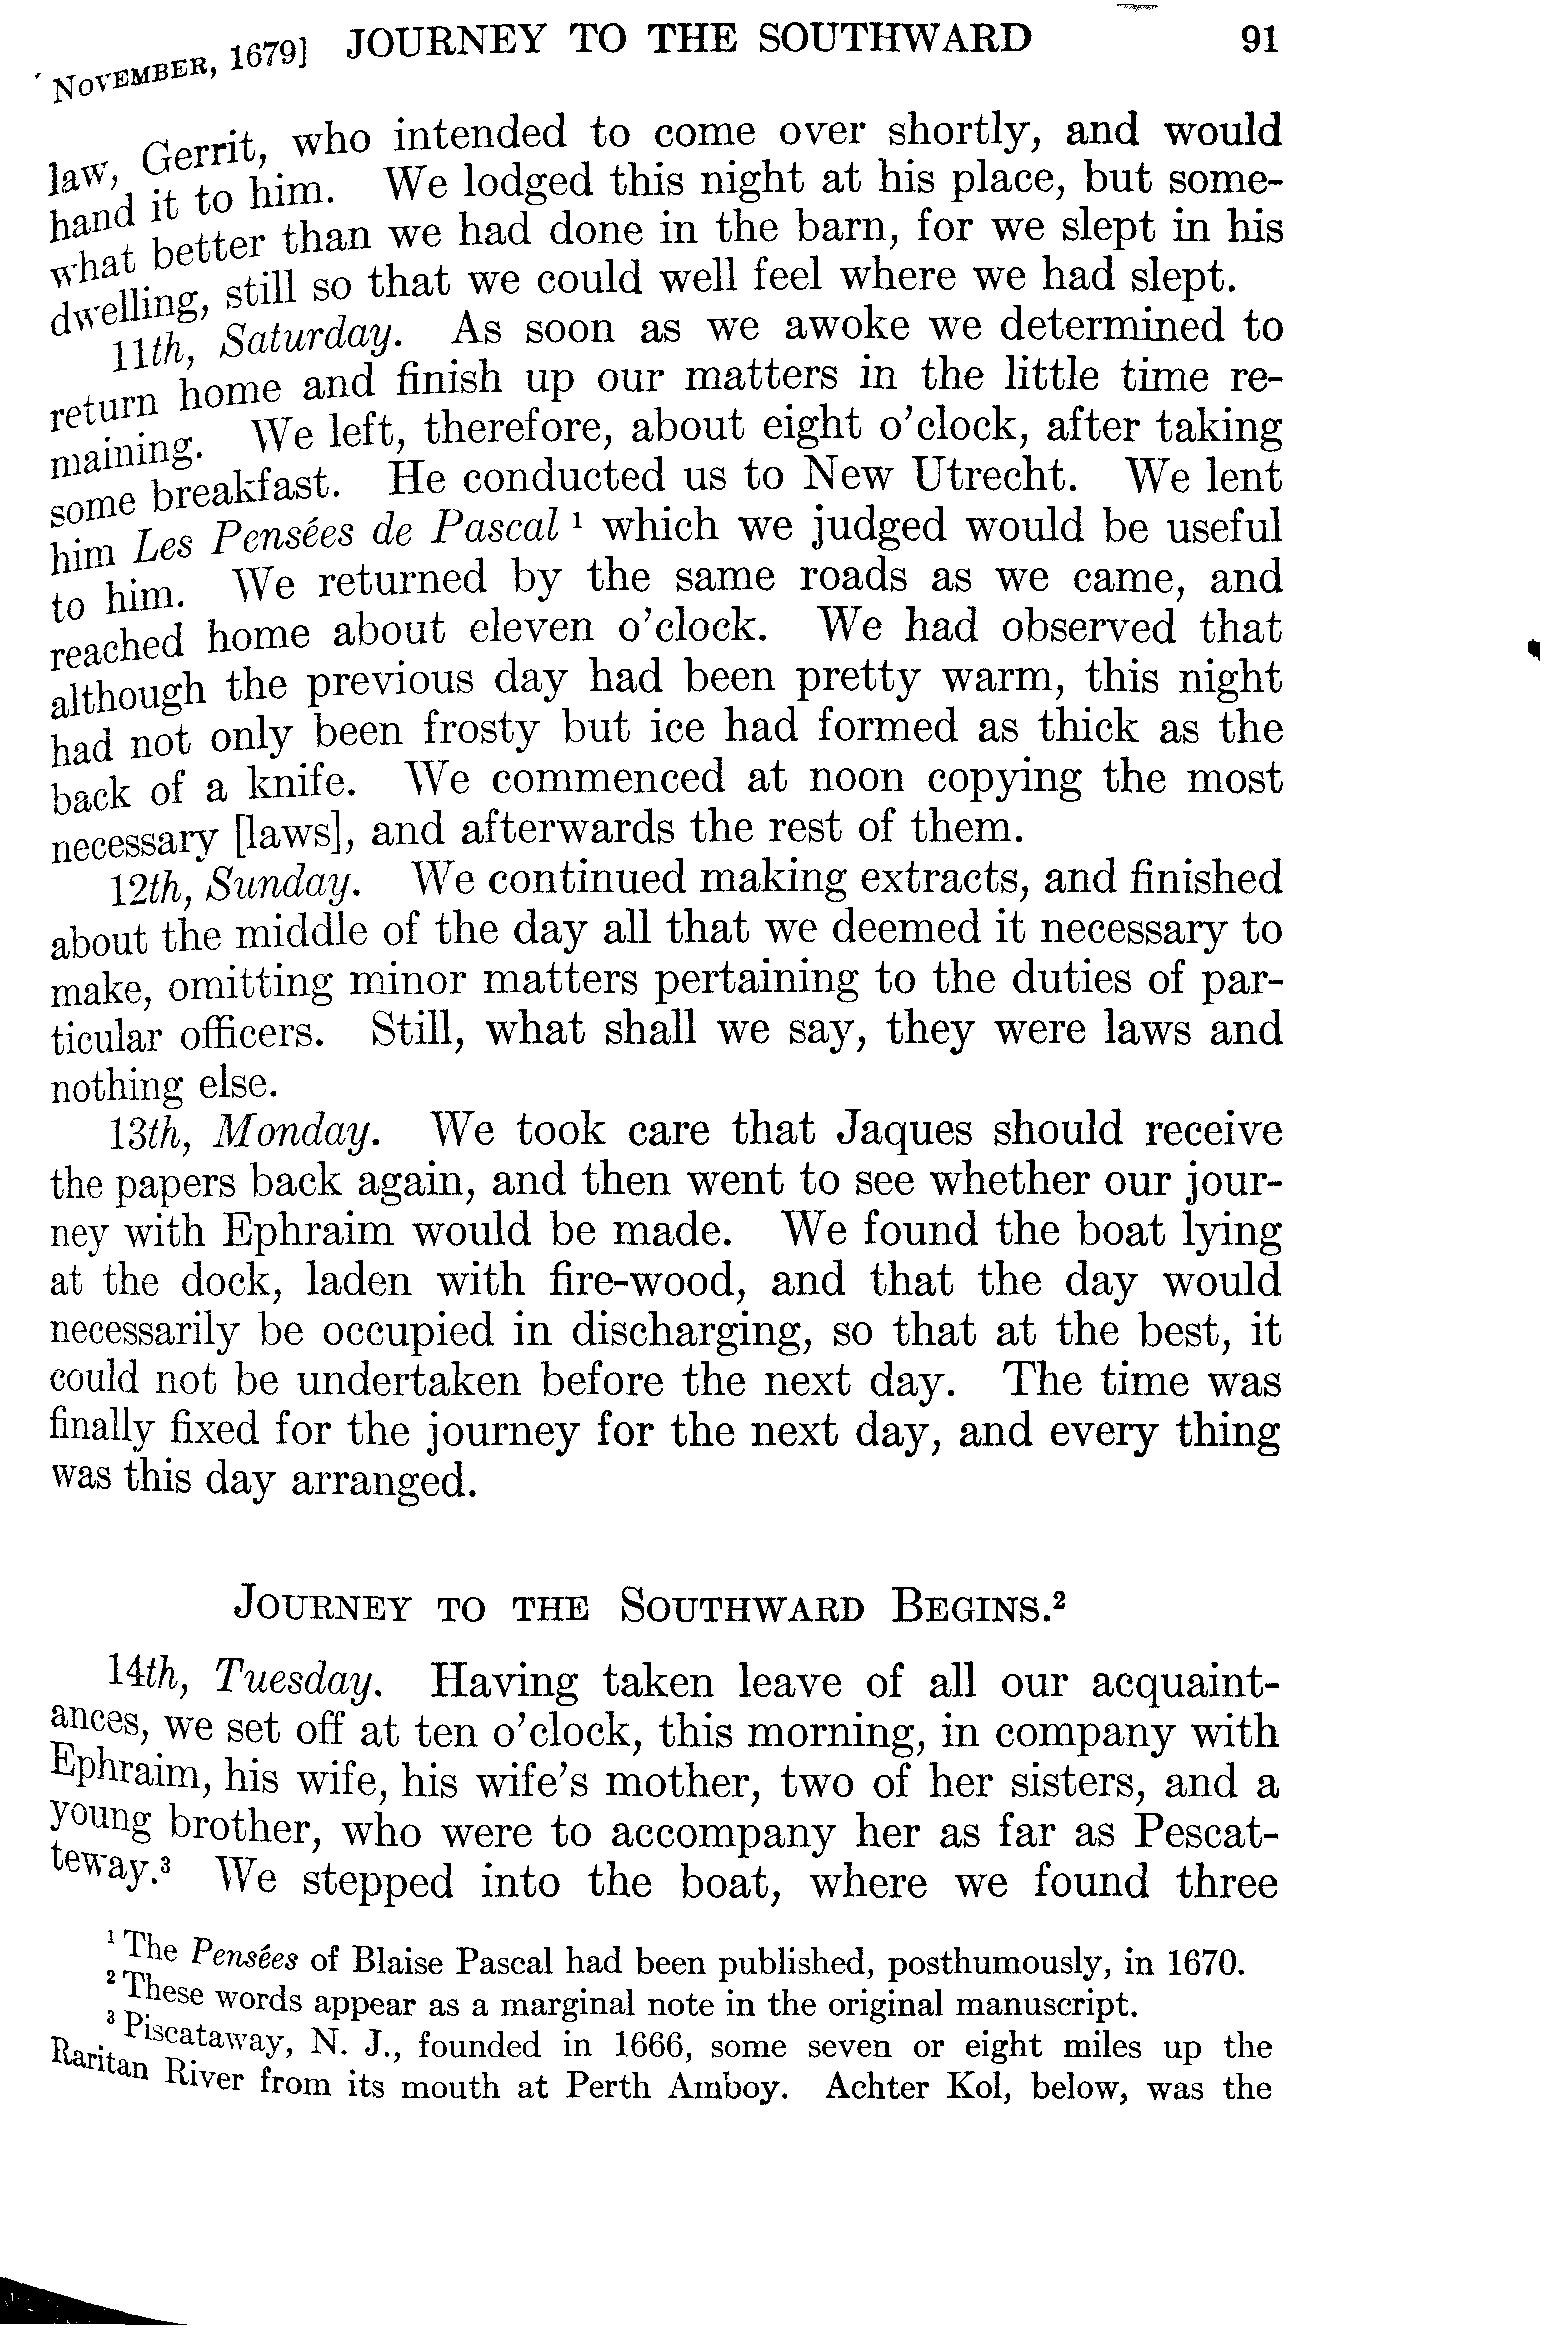 NOVEMBER, 1679] JOURNEY TO THE SOUTHWARD 91
law, Gerrit, who intended to come over shortly, and would
hand it to him. We lodged this night at his place, but some-
what better than we had done in the barn, for we slept in his
dwelling, still so that we could well feel where we had slept.
11th, Saturday. As soon as we awoke we determined to
return home and finish up our matters in the little time re-
maining. We left, therefore, about eight o'clock, after taking
some breakfast. He conducted us to New Utrecht. We lent
him Les Pensées de Pascal ¹ which we judged would be useful
to him. We returned by the same roads as we came, and
reached home about eleven o'clock. We had observed that
although the previous day had been pretty warm, this night
had not only been frosty but ice had formed as thick as the
back of a knife. We commenced at noon copying the most
necessary [laws], and afterwards the rest of them.
12th, Sunday. We continued making extracts, and finished
about the middle of the day all that we deemed it necessary to
make, omitting minor matters pertaining to the duties of par-
ticular officers. Still, what shall we say, they were laws and
nothing else.
13th, Monday. We took care that Jaques should receive
the papers back again, and then went to see whether our jour-
ney with Ephraim would be made. We found the boat lying
at the dock, laden with fire-wood, and that the day would
necessarily be occupied in discharging, so that at the best, it
could not be undertaken before the next day. The time was
finally fixed for the journey for the next day, and every thing
was this day arranged.
JOURNEY TO THE SOUTHWARD BEGINS.²
14th, Tuesday. Having taken leave of all our acquaint-
ances, we set off at ten o'clock, this morning, in company with
Ephraim, his wife, his wife's mother, two of her sisters, and a
young brother, who were to accompany her as far as Pescat-
teway.³ We stepped into the boat, where we found three
¹ The Pensées of Blaise Pascal had been published, posthumously, in 1670.
² These words appear as a marginal note in the original manuscript.
³ Piscataway, N. J., founded in 1666, some seven or eight miles up the
Raritan River from its mouth at Perth Amboy. Achter Kol, below, was the